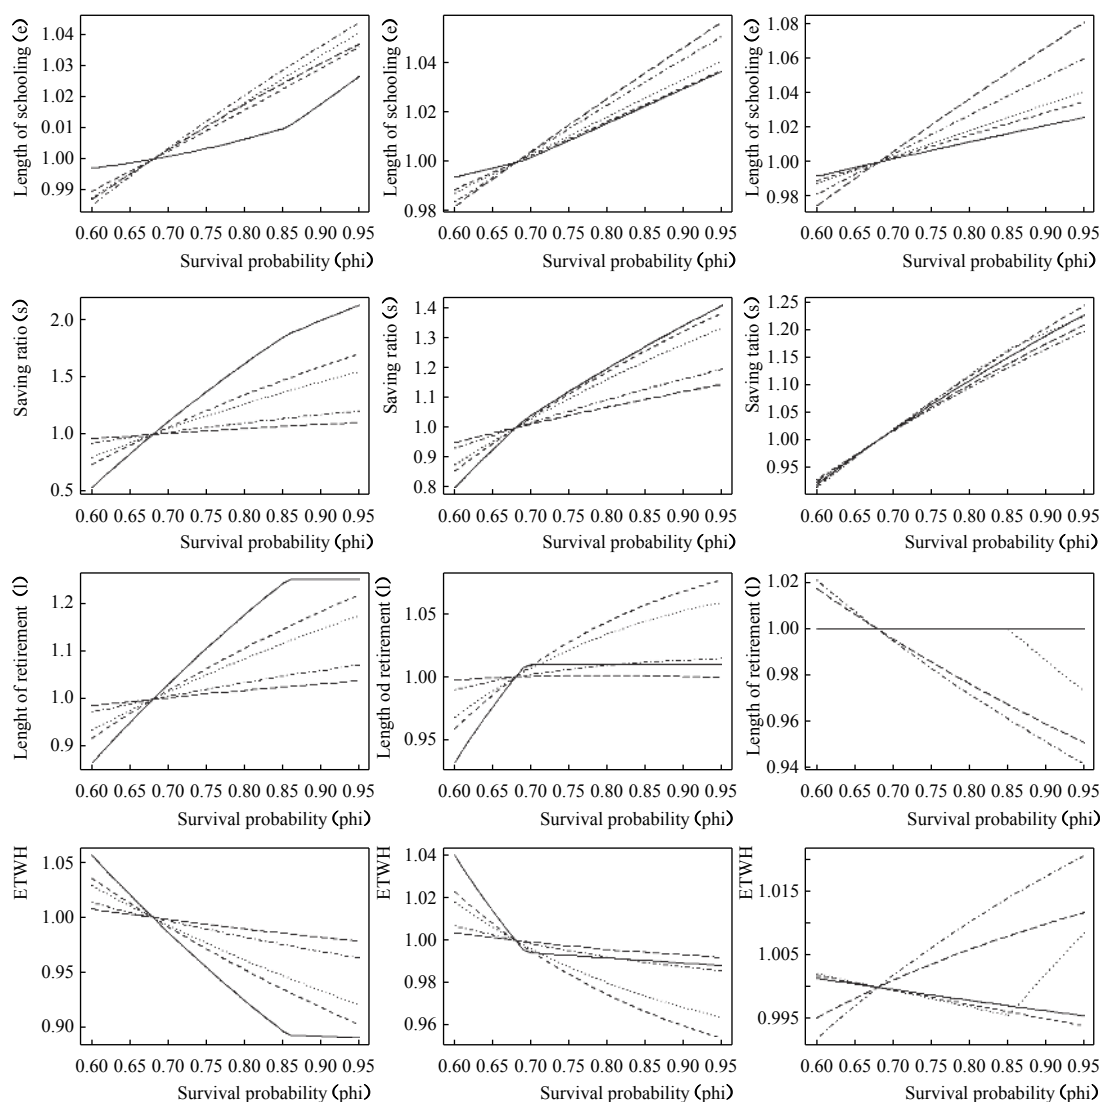 Length of schooling (e)
1.04
1.03
1.02
0.010
1.00
0.99
0.60 0.65 0.70 0.75 0.80 0.85 0.90 0.95
Survival probability (phi)
Length of schooling (e)
1.04
1.02
1.00
0.98
0.60 0.65 0.70 0.75 0.80 0.85 0.90 0.95
Survival probability (phi)
Length of schooling (e)
1.08
1.06
1.04
1.02
1.00
0.98
0.60 0.65 0.70 0.75 0.80 0.85 0.90 0.95
Survival probability (phi)
Saving ratio (s)
2.0
1.5
1.0
0.5
0.60 0.65 0.70 0.75 0.80 0.85 0.90 0.95
Survival probability (phi)
Saving ratio (s)
1.4
1.3
1.2
1.1
1.0
0.9
0.8
0.60 0.65 0.70 0.75 0.80 0.85 0.90 0.95
Survival probability (phi)
Saving tatio (s)
1.25
1.20
1.15
1.10
1.05
1.00
0.95
0.60 0.65 0.70 0.75 0.80 0.85 0.90 0.95
Survival probability (phi)
Lenght of retirement (l)
1.2
1.1
1.0
0.9
0.60 0.65 0.70 0.75 0.80 0.85 0.90 0.95
Survival probability (phi)
Length od retirement (l)
1.05
1.00
0.95
0.60 0.65 0.70 0.75 0.80 0.85 0.90 0.95
Survival probability (phi)
Length of retirement (l)
1.02
1.00
0.98
0.96
0.94
0.60 0.65 0.70 0.75 0.80 0.85 0.90 0.95
Survival probability (phi)
ETWH
1.05
1.00
0.95
0.90
0.60 0.65 0.70 0.75 0.80 0.85 0.90 0.95
Survival probability (phi)
ETWH
1.04
1.02
1.00
0.98
0.96
0.60 0.65 0.70 0.75 0.80 0.85 0.90 0.95
Survival probability (phi)
ETWH
1.015
1.005
0.995
0.60 0.65 0.70 0.75 0.80 0.85 0.90 0.95
Survival probability (phi)